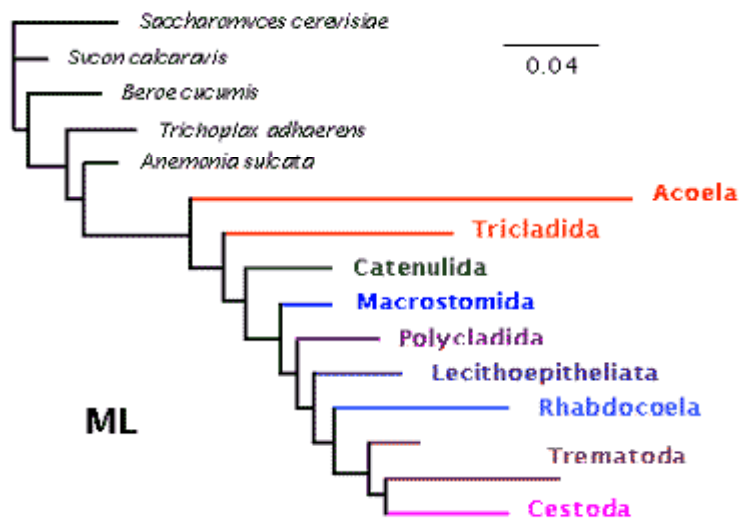 Saccharomyces cerevisiae
Sycon calcaravis
0.04
Beroe cucumis
Trichoplax adhaerens
Anemonia sulcata
Acoela
Tricladida
Catenulida
Macrostomida
Polycladida
Lecithoepitheliata
ML
Rhabdocoela
Trematoda
Cestoda